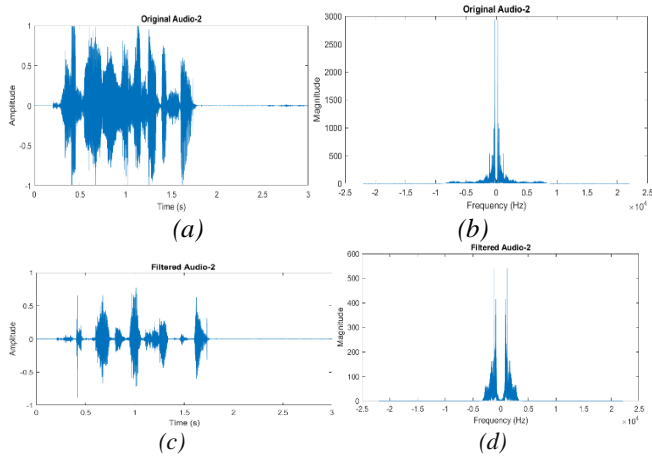 Original Audio-2
Amplitude
1
0.5
0
-0.5
-1
0 0.5 1 1.5 2 2.5 3
Time (s)
(a)
Original Audio-2
Magnitude
3000
2500
2000
1500
1000
500
0
-2.5 -2 -1.5 -1 -0.5 0 0.5 1 1.5 2 2.5
Frequency (Hz)
×10⁴
(b)
Filtered Audio-2
Amplitude
1
0.5
0
-0.5
-1
0 0.5 1 1.5 2 2.5 3
Time (s)
(c)
Filtered Audio-2
Magnitude
600
500
400
300
200
100
0
-2.5 -2 -1.5 -1 -0.5 0 0.5 1 1.5 2 2.5
Frequency (Hz)
×10⁴
(d)